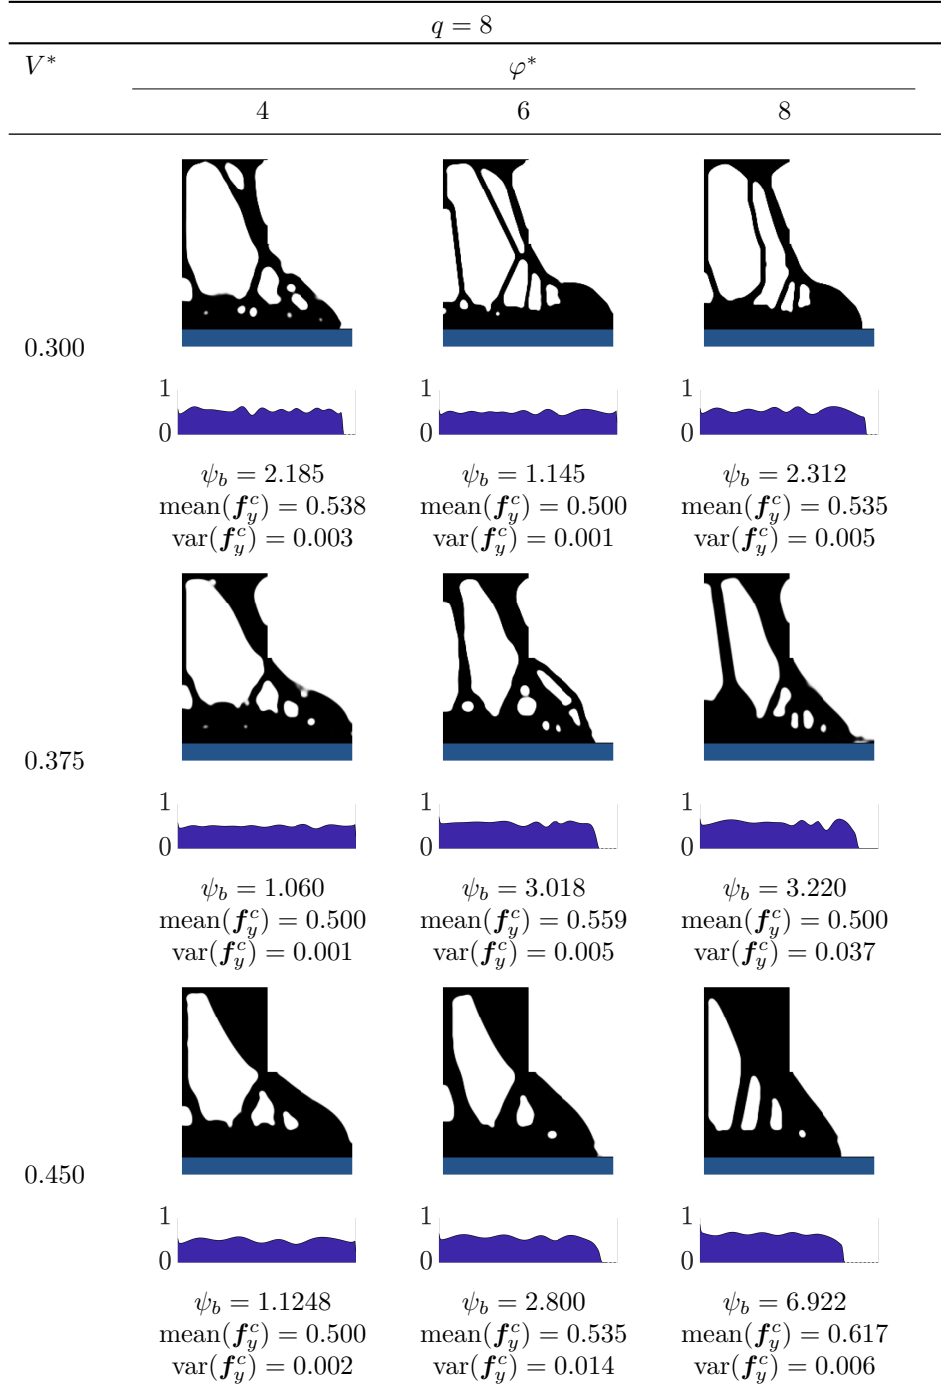 q = 8
V* φ*
4 6 8
0.300
1 1 1
0 0 0
ψ_b = 2.185 ψ_b = 1.145 ψ_b = 2.312
mean(f_y^c) = 0.538 mean(f_y^c) = 0.500 mean(f_y^c) = 0.535
var(f_y^c) = 0.003 var(f_y^c) = 0.001 var(f_y^c) = 0.005
0.375
1 1 1
0 0 0
ψ_b = 1.060 ψ_b = 3.018 ψ_b = 3.220
mean(f_y^c) = 0.500 mean(f_y^c) = 0.559 mean(f_y^c) = 0.500
var(f_y^c) = 0.001 var(f_y^c) = 0.005 var(f_y^c) = 0.037
0.450
1 1 1
0 0 0
ψ_b = 1.1248 ψ_b = 2.800 ψ_b = 6.922
mean(f_y^c) = 0.500 mean(f_y^c) = 0.535 mean(f_y^c) = 0.617
var(f_y^c) = 0.002 var(f_y^c) = 0.014 var(f_y^c) = 0.006